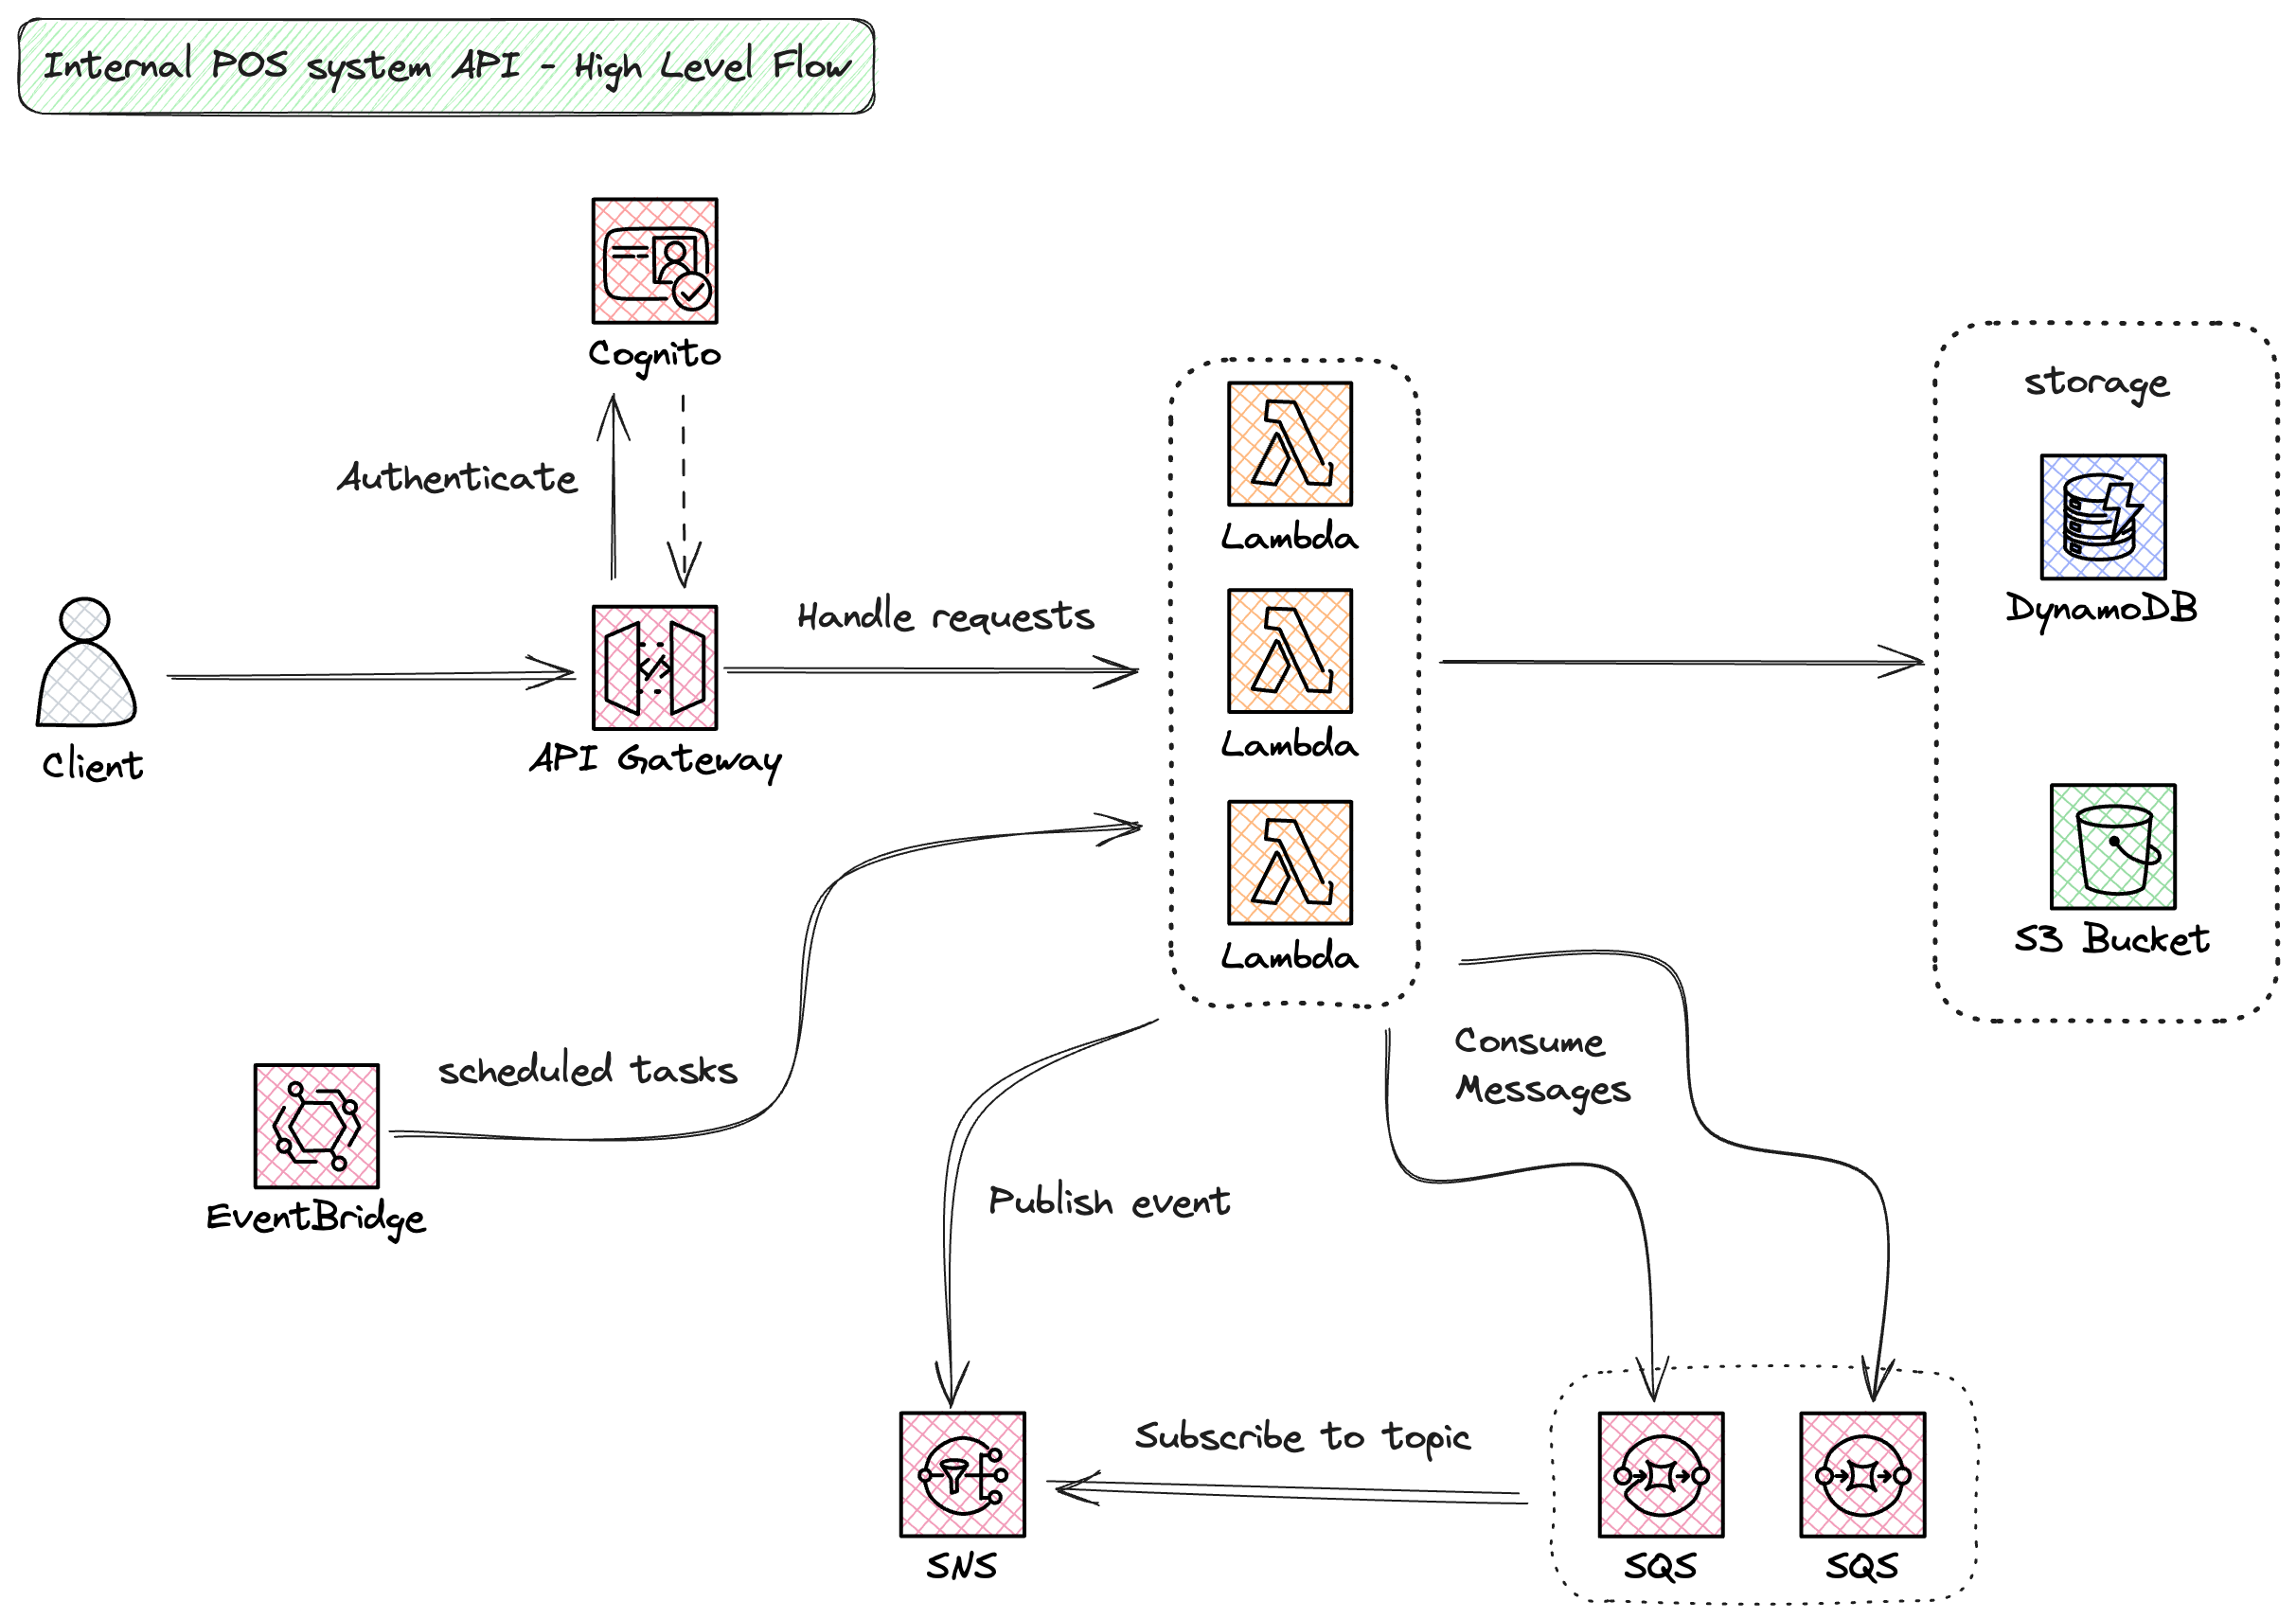 Internal POS system API - High Level Flow
Cognito
Authenticate
Client
API Gateway
Handle requests
Lambda
Lambda
Lambda
storage
DynamoDB
S3 Bucket
scheduled tasks
EventBridge
Publish event
Consume
Messages
Subscribe to topic
SNS
SQS
SQS